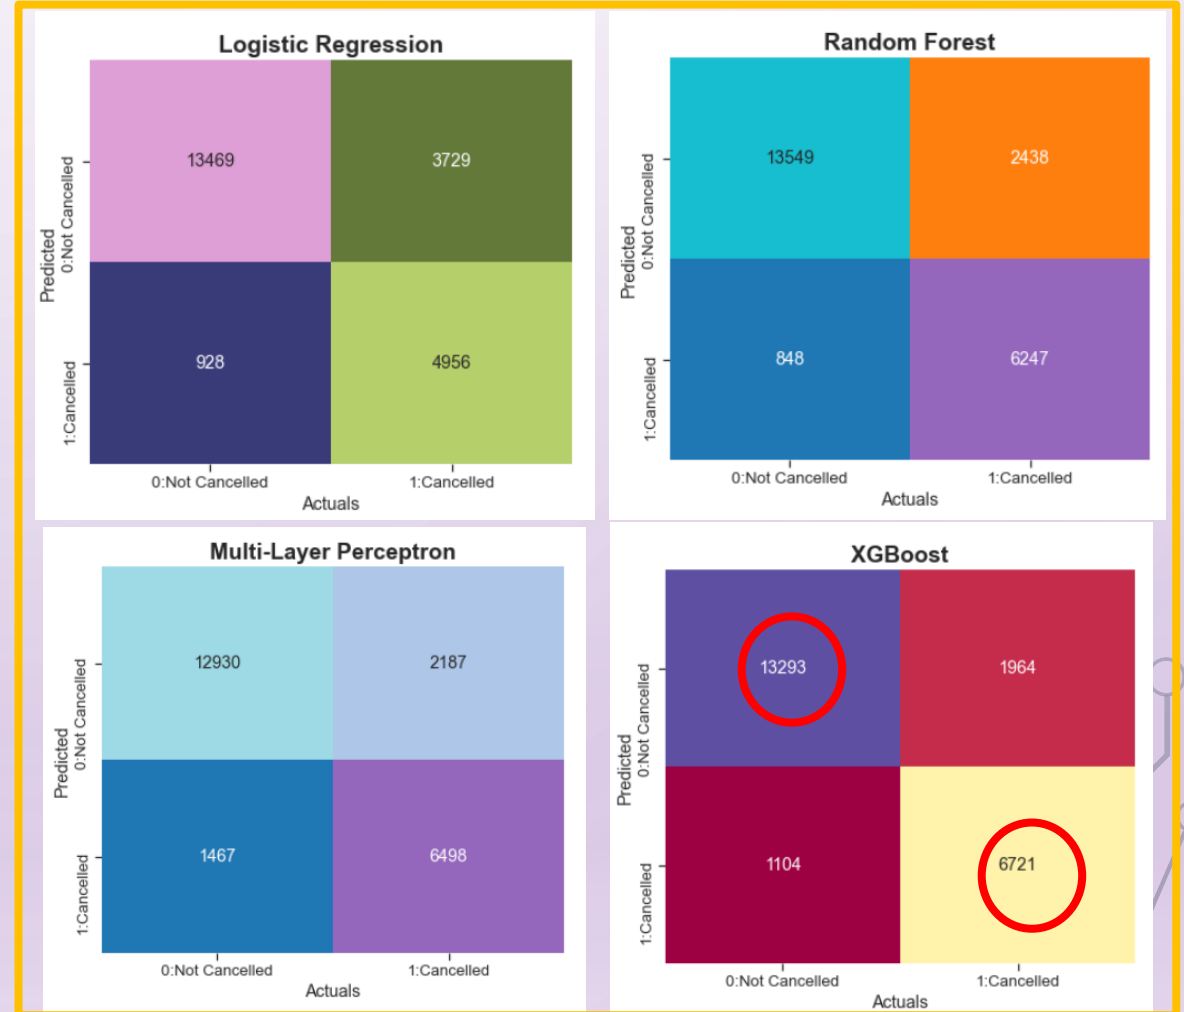 Logistic Regression
13469 3729
928 4956
Predicted
0:Not Cancelled
1:Cancelled
0:Not Cancelled 1:Cancelled
Actuals
Random Forest
13549 2438
848 6247
Predicted
0:Not Cancelled
1:Cancelled
0:Not Cancelled 1:Cancelled
Actuals
Multi-Layer Perceptron
12930 2187
1467 6498
Predicted
0:Not Cancelled
1:Cancelled
0:Not Cancelled 1:Cancelled
Actuals
XGBoost
13293 1964
1104 6721
Predicted
0:Not Cancelled
1:Cancelled
0:Not Cancelled 1:Cancelled
Actuals